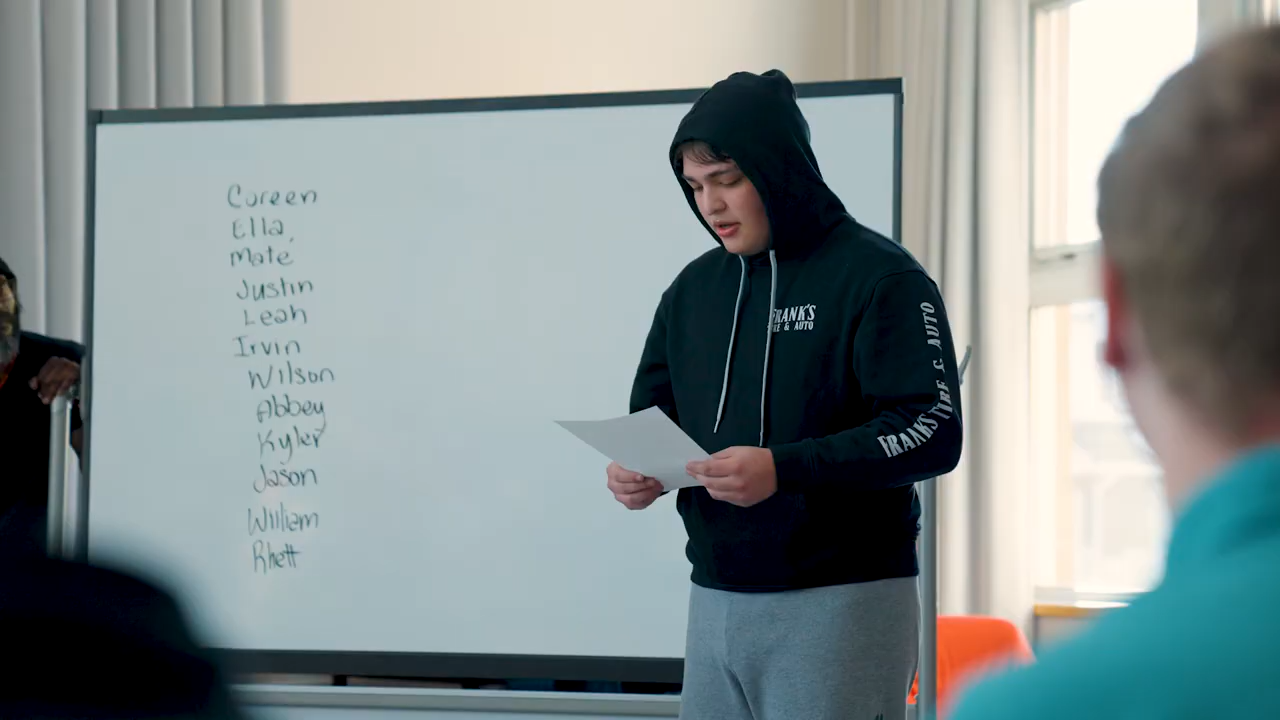 Coreen
Ella
Mate
Justin
Leah
Irvin
Wilson
Abbey
Kyler
Jason
William
Rhett
FRANK'S
TIRE & AUTO
FRANKS TIRE & AUTO